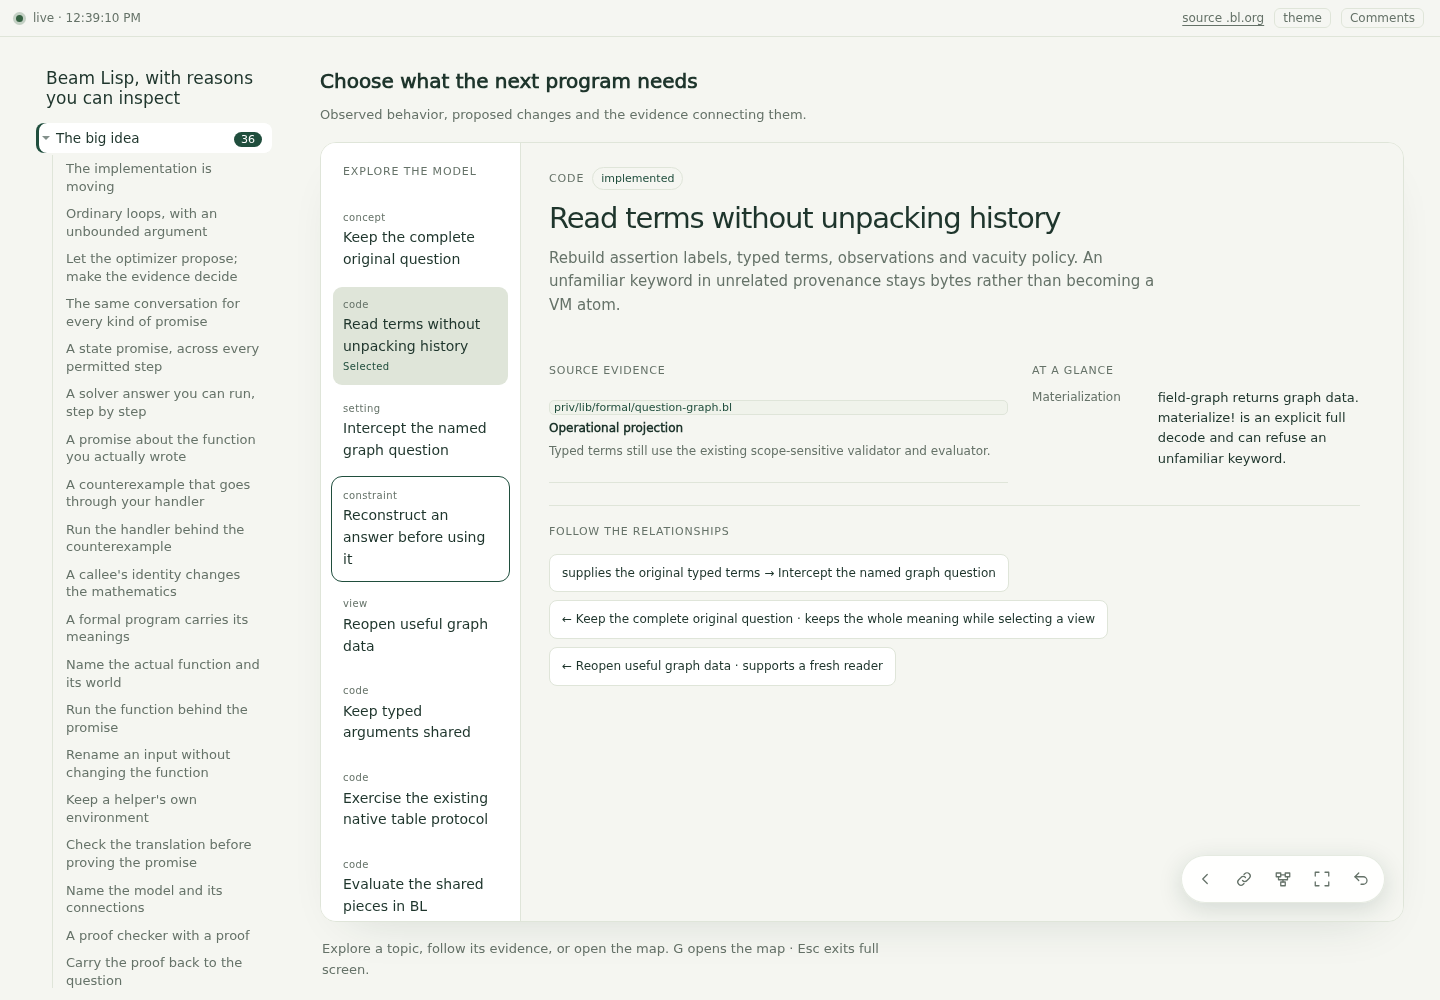 live · 12:39:10 PM
source .bl.org
theme
Comments
Beam Lisp, with reasons
you can inspect
The big idea
36
The implementation is
moving
Ordinary loops, with an
unbounded argument
Let the optimizer propose;
make the evidence decide
The same conversation for
every kind of promise
A state promise, across every
permitted step
A solver answer you can run,
step by step
A promise about the function
you actually wrote
A counterexample that goes
through your handler
Run the handler behind the
counterexample
A callee's identity changes
the mathematics
A formal program carries its
meanings
Name the actual function and
its world
Run the function behind the
promise
Rename an input without
changing the function
Keep a helper's own
environment
Check the translation before
proving the promise
Name the model and its
connections
A proof checker with a proof
Carry the proof back to the
question
Choose what the next program needs
Observed behavior, proposed changes and the evidence connecting them.
EXPLORE THE MODEL
concept
Keep the complete
original question
code
Read terms without
unpacking history
Selected
setting
Intercept the named
graph question
constraint
Reconstruct an
answer before using
it
view
Reopen useful graph
data
code
Keep typed
arguments shared
code
Exercise the existing
native table protocol
code
Evaluate the shared
pieces in BL
CODE
implemented
Read terms without unpacking history
Rebuild assertion labels, typed terms, observations and vacuity policy. An
unfamiliar keyword in unrelated provenance stays bytes rather than becoming a
VM atom.
SOURCE EVIDENCE
priv/lib/formal/question-graph.bl
Operational projection
Typed terms still use the existing scope-sensitive validator and evaluator.
AT A GLANCE
Materialization
field-graph returns graph data.
materialize! is an explicit full
decode and can refuse an
unfamiliar keyword.
FOLLOW THE RELATIONSHIPS
supplies the original typed terms → Intercept the named graph question
← Keep the complete original question · keeps the whole meaning while selecting a view
← Reopen useful graph data · supports a fresh reader
Explore a topic, follow its evidence, or open the map. G opens the map · Esc exits full
screen.